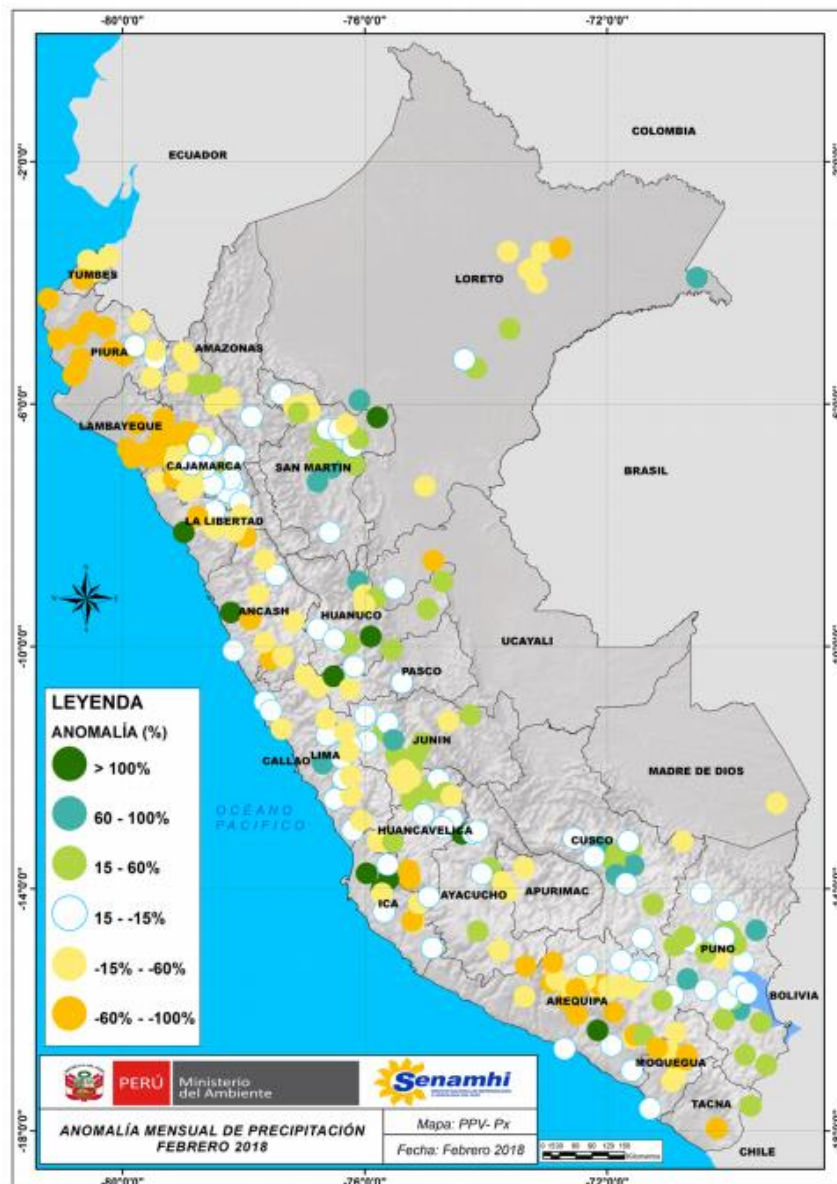 -80°0'0"
-76°0'0"
-72°0'0"
COLOMBIA
ECUADOR
-2°0'0"
TUMBES
LORETO
PIURA
AMAZONAS
-6°0'0"
LAMBAYEQUE
CAJAMARCA
SAN MARTIN
BRASIL
LA LIBERTAD
ANCASH
HUANUCO
UCAYALI
-10°0'0"
PASCO
LEYENDA
ANOMALÍA (%)
> 100%
60 - 100%
15 - 60%
15 - -15%
-15% - -60%
-60% - -100%
JUNIN
LIMA
CALLAO
MADRE DE DIOS
OCÉANO
PACIFICO
HUANCAVELICA
CUSCO
-14°0'0"
ICA
AYACUCHO
APURIMAC
PUNO
AREQUIPA
BOLIVIA
MOQUEGUA
TACNA
CHILE
PERÚ
Ministerio
del Ambiente
Senamhi
ANOMALÍA MENSUAL DE PRECIPITACIÓN
FEBRERO 2018
Mapa: PPV- Px
Fecha: Febrero 2018
-18°0'0"
-80°0'0"
-76°0'0"
-72°0'0"